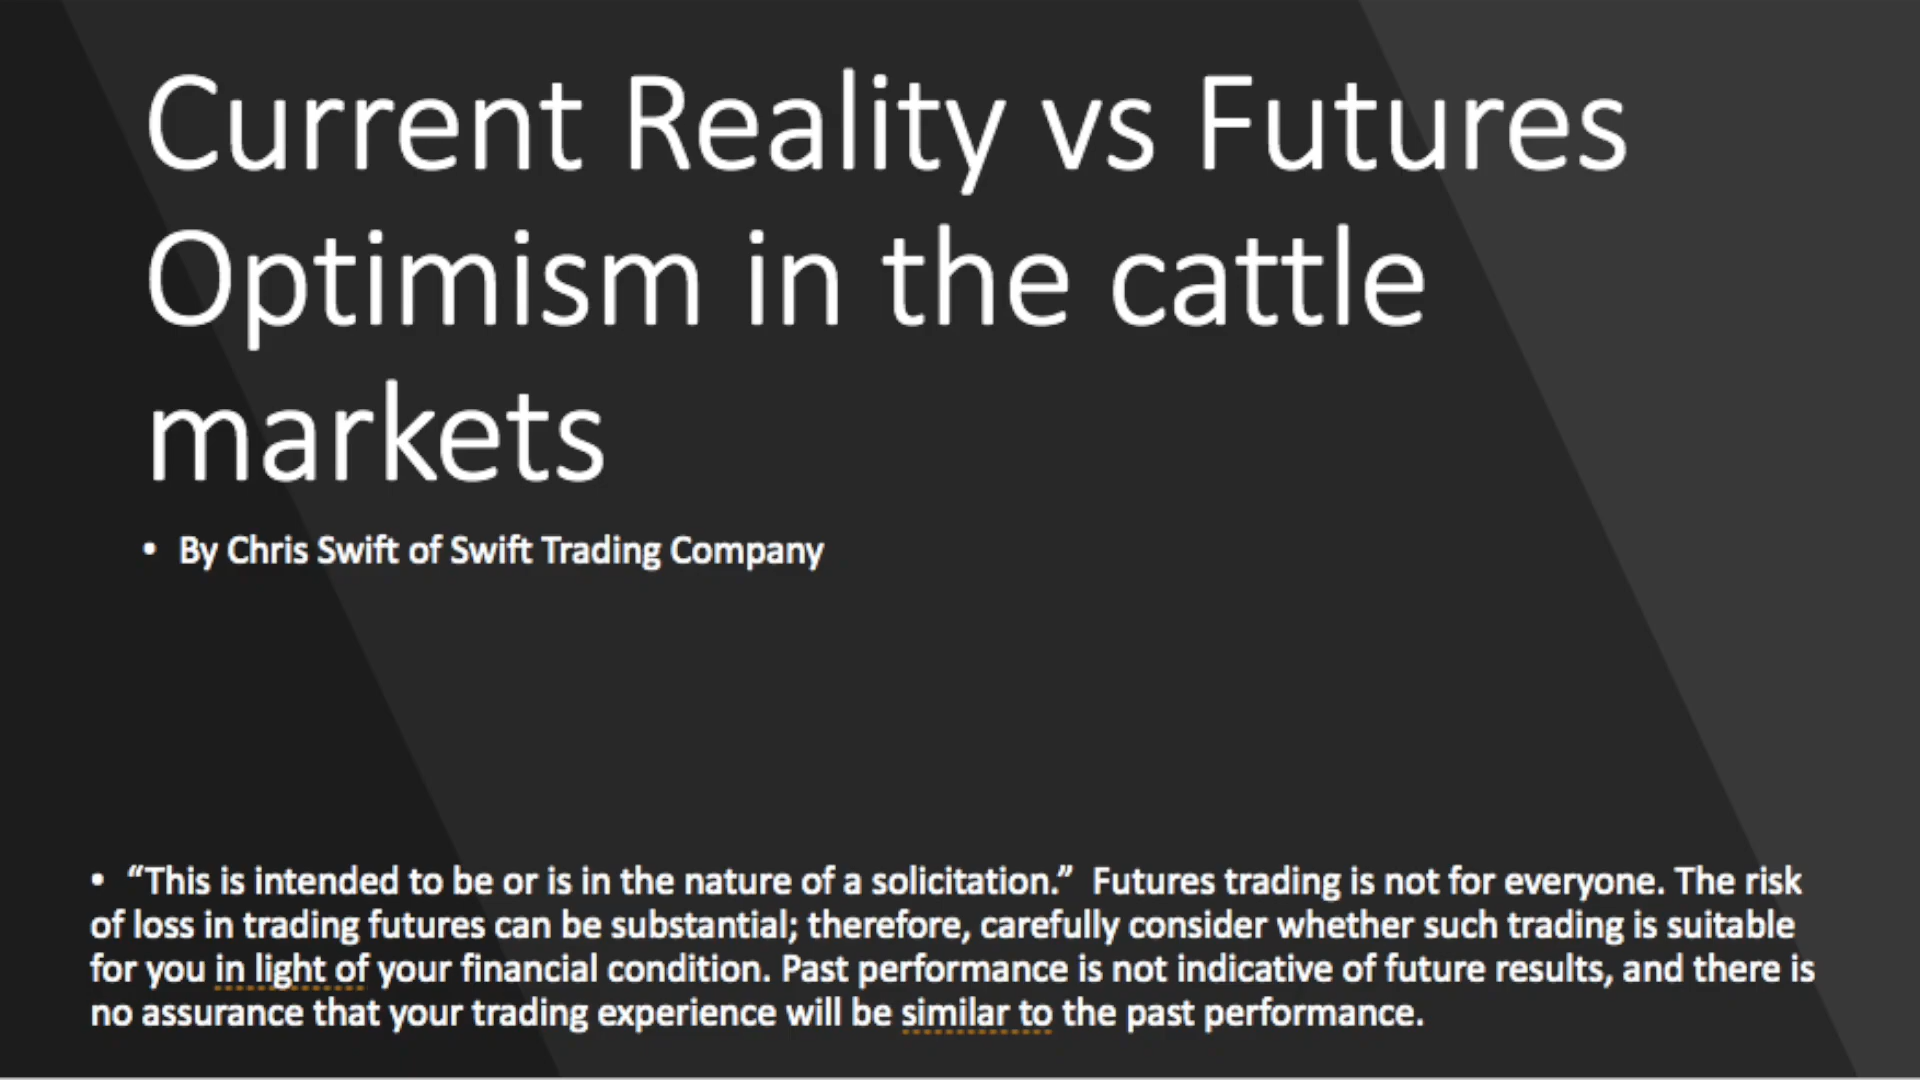 Current Reality vs Futures
Optimism in the cattle
markets
• By Chris Swift of Swift Trading Company
• “This is intended to be or is in the nature of a solicitation.”  Futures trading is not for everyone. The risk
of loss in trading futures can be substantial; therefore, carefully consider whether such trading is suitable
for you in light of your financial condition. Past performance is not indicative of future results, and there is
no assurance that your trading experience will be similar to the past performance.